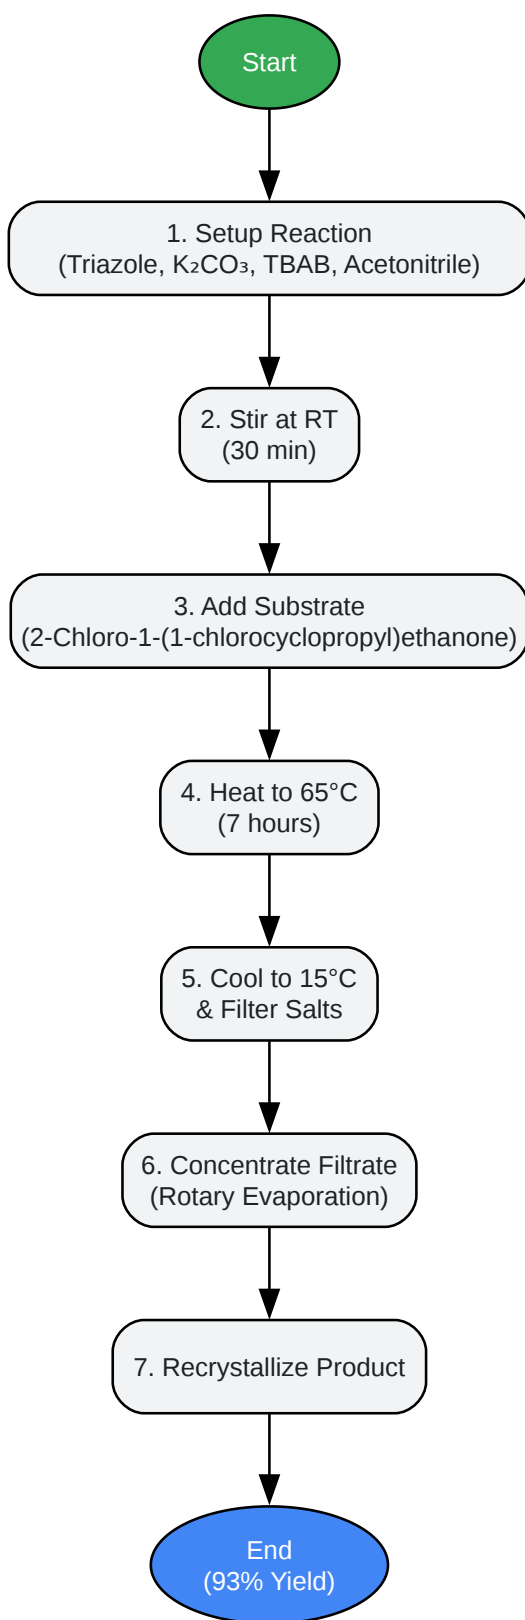 Start
1. Setup Reaction
(Triazole, K₂CO₃, TBAB, Acetonitrile)
2. Stir at RT
(30 min)
3. Add Substrate
(2-Chloro-1-(1-chlorocyclopropyl)ethanone)
4. Heat to 65°C
(7 hours)
5. Cool to 15°C
& Filter Salts
6. Concentrate Filtrate
(Rotary Evaporation)
7. Recrystallize Product
End
(93% Yield)